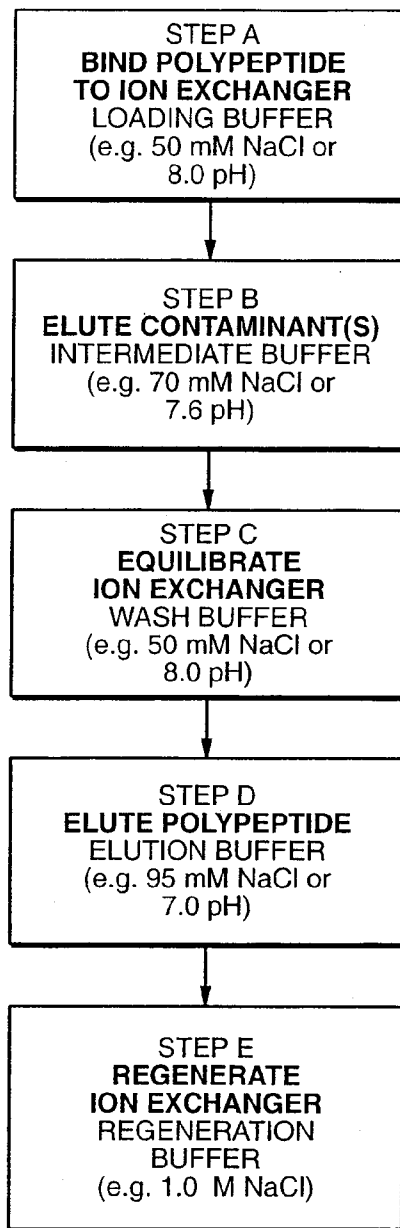 STEP A
BIND POLYPEPTIDE
TO ION EXCHANGER
LOADING BUFFER
(e.g. 50 mM NaCl or
8.0 pH)
STEP B
ELUTE CONTAMINANT(S)
INTERMEDIATE BUFFER
(e.g. 70 mM NaCl or
7.6 pH)
STEP C
EQUILIBRATE
ION EXCHANGER
WASH BUFFER
(e.g. 50 mM NaCl or
8.0 pH)
STEP D
ELUTE POLYPEPTIDE
ELUTION BUFFER
(e.g. 95 mM NaCl or
7.0 pH)
STEP E
REGENERATE
ION EXCHANGER
REGENERATION
BUFFER
(e.g. 1.0 M NaCl)